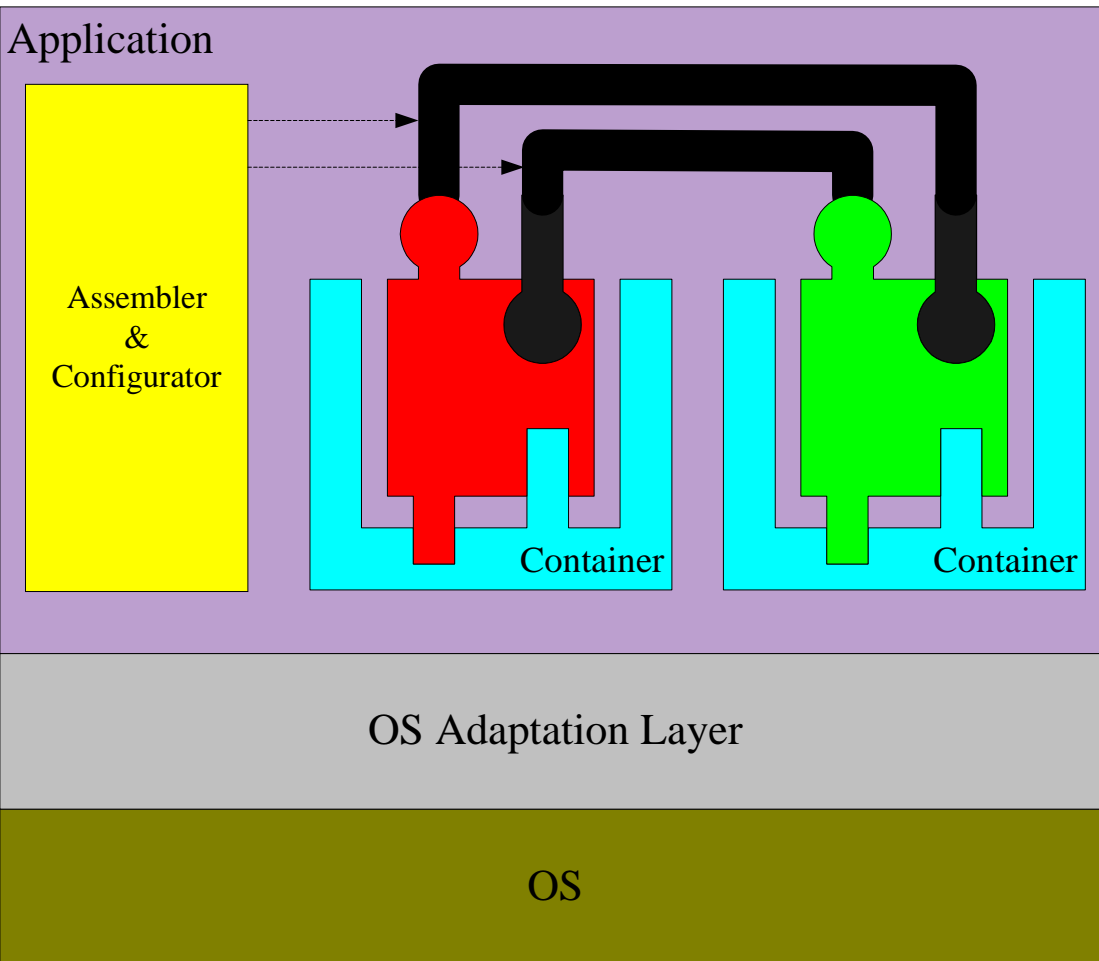 Application
Assembler
&
Configurator
Container
Container
OS Adaptation Layer
OS